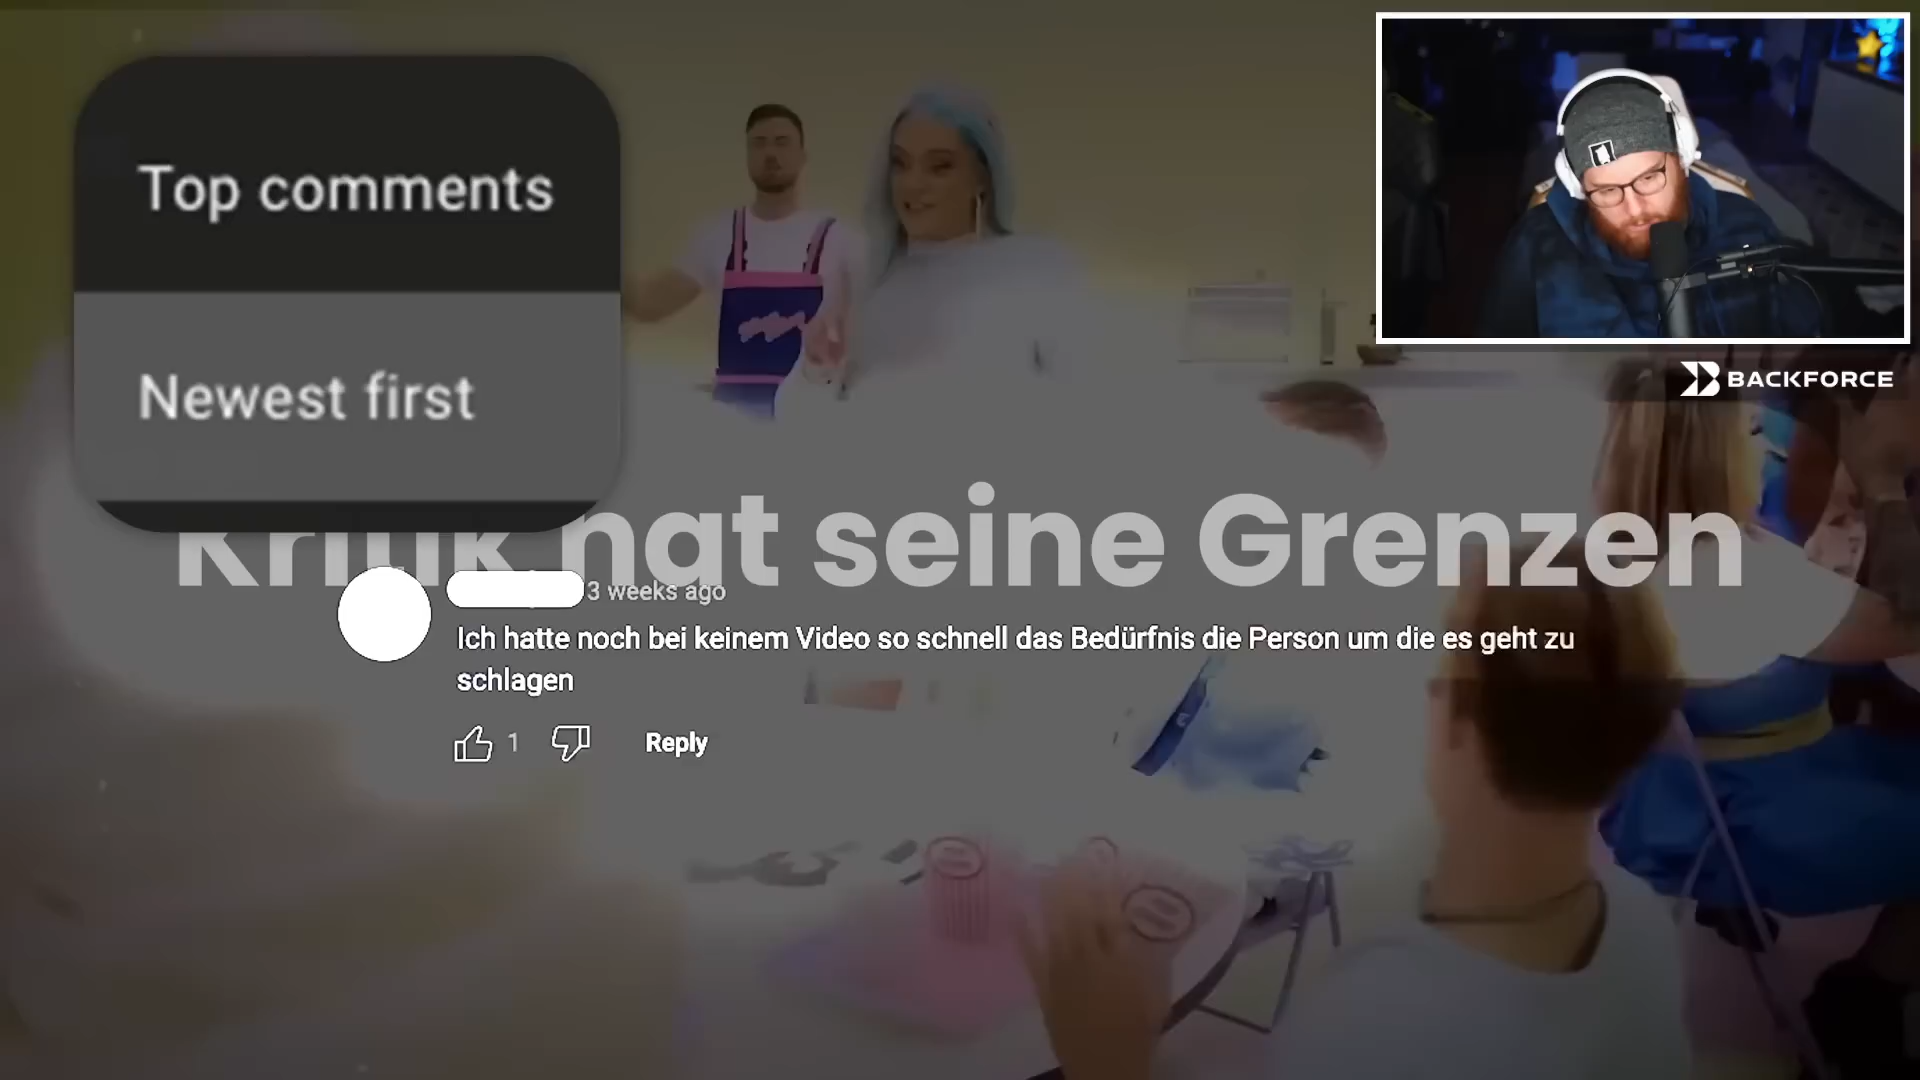 Top comments
Newest first
BACKFORCE
Kritik hat seine Grenzen
3 weeks ago
Ich hatte noch bei keinem Video so schnell das Bedürfnis die Person um die es geht zu
schlagen
1
Reply